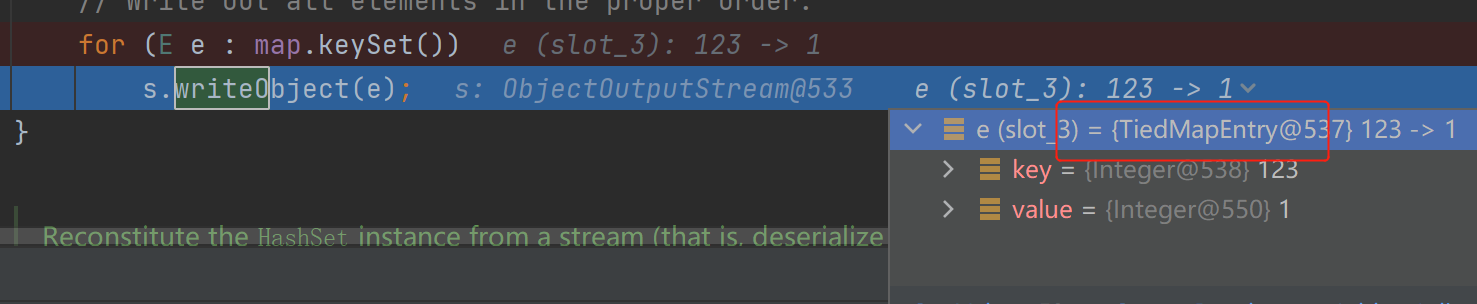 // Write out all elements in the proper order.
for (E e : map.keySet()) e (slot_3): 123 -> 1
s.writeObject(e); s: ObjectOutputStream@533 e (slot_3): 123 -> 1
e (slot_3) = {TiedMapEntry@537} 123 -> 1
}
key = {Integer@538} 123
value = {Integer@550} 1
Reconstitute the HashSet instance from a stream (that is, deserialize